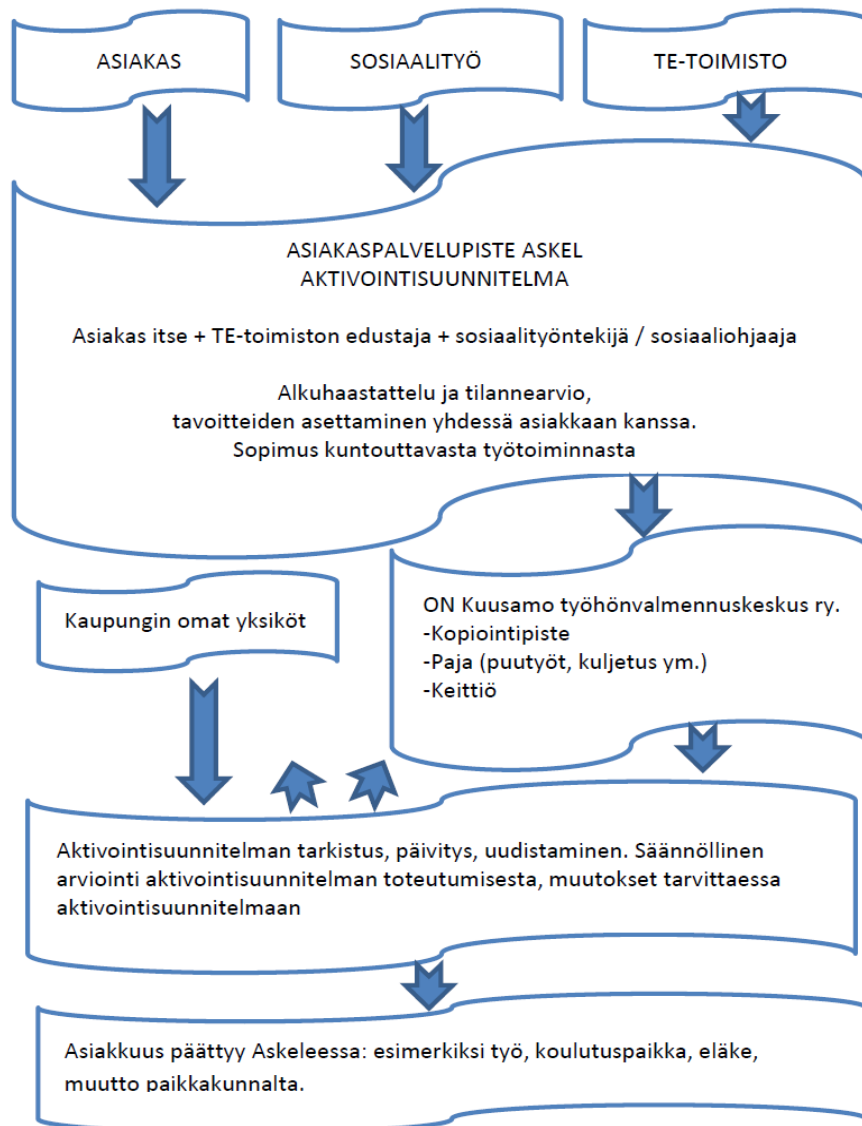 ASIAKAS
SOSIAALITYÖ
TE-TOIMISTO
ASIAKASPALVELUPISTE ASKEL
AKTIVOINTISUUNNITELMA
Asiakas itse + TE-toimiston edustaja + sosiaalityöntekijä / sosiaaliohjaaja
Alkuhaastattelu ja tilannearvio,
tavoitteiden asettaminen yhdessä asiakkaan kanssa.
Sopimus kuntouttavasta työtoiminnasta
Kaupungin omat yksiköt
ON Kuusamo työhönvalmennuskeskus ry.
-Kopiointipiste
-Paja (puutyöt, kuljetus ym.)
-Keittiö
Aktivointisuunnitelman tarkistus, päivitys, uudistaminen. Säännöllinen
arviointi aktivointisuunnitelman toteutumisesta, muutokset tarvittaessa
aktivointisuunnitelmaan
Asiakkuus päättyy Askeleessa: esimerkiksi työ, koulutuspaikka, eläke,
muutto paikkakunnalta.